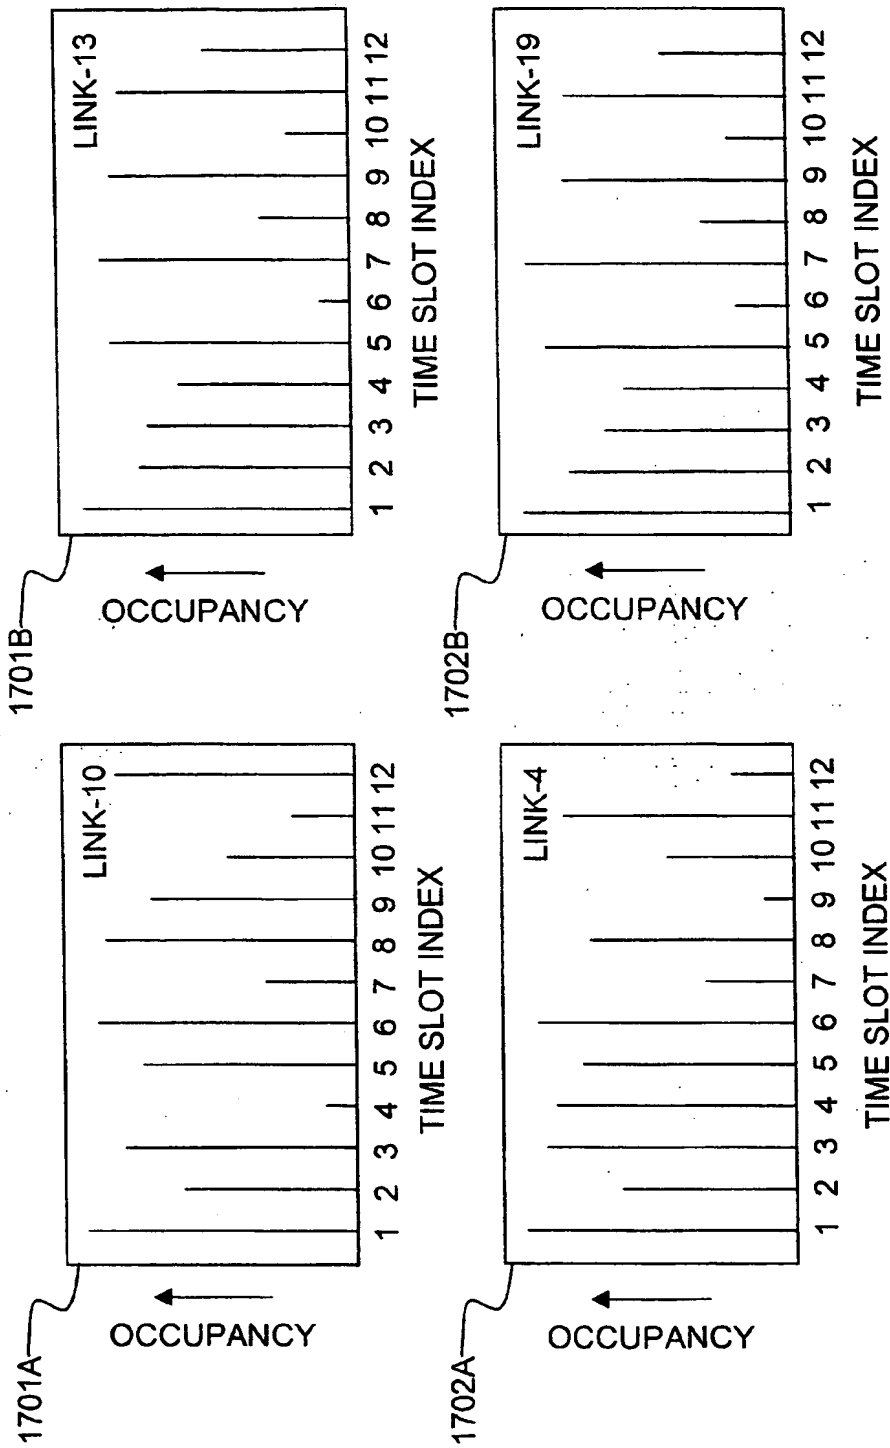 1701A
OCCUPANCY
LINK-10
1 2 3 4 5 6 7 8 9 10 11 12
TIME SLOT INDEX
1701B
OCCUPANCY
LINK-13
1 2 3 4 5 6 7 8 9 10 11 12
TIME SLOT INDEX
1702A
OCCUPANCY
LINK-4
1 2 3 4 5 6 7 8 9 10 11 12
TIME SLOT INDEX
1702B
OCCUPANCY
LINK-19
1 2 3 4 5 6 7 8 9 10 11 12
TIME SLOT INDEX